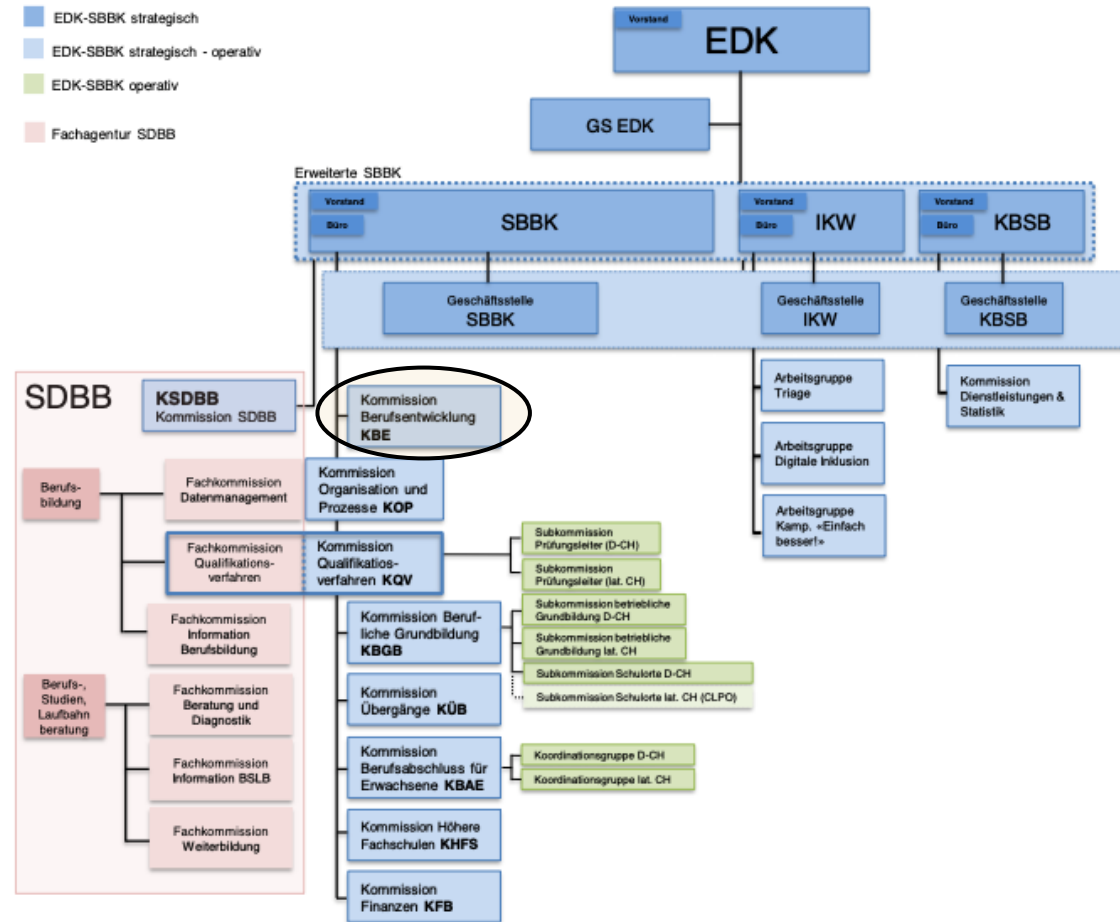 EDK-SBBK strategisch
EDK-SBBK strategisch - operativ
EDK-SBBK operativ
Fachagentur SDBB
Vorstand
EDK
GS EDK
Erweiterte SBBK
Vorstand
Büro
SBBK
Vorstand
Büro
IKW
Vorstand
Büro
KBSB
Geschäftsstelle
SBBK
Geschäftsstelle
IKW
Geschäftsstelle
KBSB
SDBB
KSDBB
Kommission SDBB
Berufs-
bildung
Fachkommission
Datenmanagement
Fachkommission
Qualifikations-
verfahren
Fachkommission
Information
Berufsbildung
Berufs-,
Studien,
Laufbahn
beratung
Fachkommission
Beratung und
Diagnostik
Fachkommission
Information BSLB
Fachkommission
Weiterbildung
Kommission
Berufsentwicklung
KBE
Kommission
Organisation und
Prozesse KOP
Kommission
Qualifikatios-
verfahren KQV
Kommission Beruf-
liche Grundbildung
KBGB
Kommission
Übergänge KÜB
Kommission
Berufsabschluss für
Erwachsene KBAE
Kommission Höhere
Fachschulen KHFS
Kommission
Finanzen KFB
Subkommission
Prüfungsleiter (D-CH)
Subkommission
Prüfungsleiter (lat. CH)
Subkommission betriebliche
Grundbildung D-CH
Subkommission betriebliche
Grundbildung lat. CH
Subkommission Schulorte D-CH
Subkommission Schulorte lat. CH (CLPO)
Koordinationsgruppe D-CH
Koordinationsgruppe lat. CH
Arbeitsgruppe
Triage
Arbeitsgruppe
Digitale Inklusion
Arbeitsgruppe
Kamp. «Einfach
besser!»
Kommission
Dienstleistungen &
Statistik